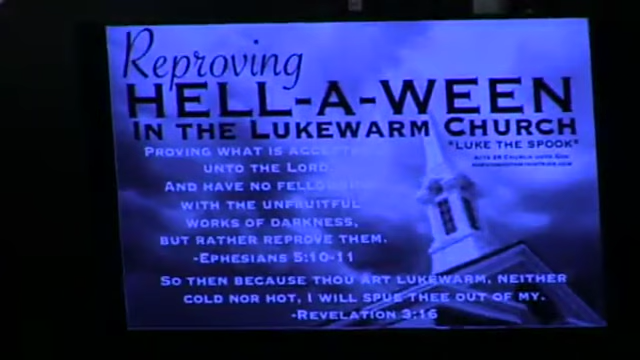 Reproving
HELL-A-WEEN
IN THE LUKEWARM CHURCH
"LUKE THE SPOOK"
PROVING WHAT IS
UNTO THE LORD.
AND HAVE NO
WITH THE UNFRUITFUL
WORKS OF DARKNESS,
BUT RATHER REPROVE THEM.
-EPHESIANS 5:10-11
SO THEN BECAUSE THOU ART LUKEWARM, NEITHER
COLD NOR HOT, I WILL SPUE THEE OUT OF MY.
-REVELATION 3:16